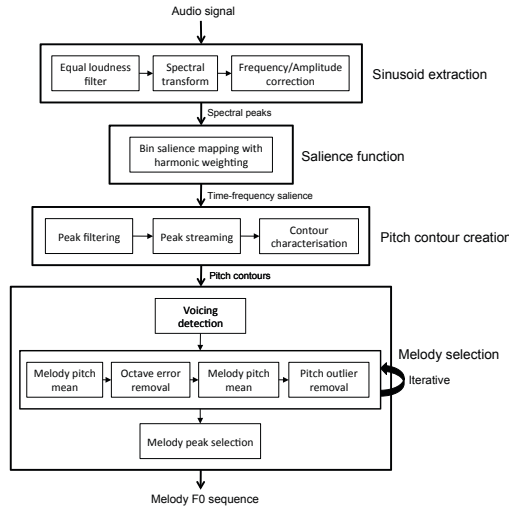 Audio signal
Equal loudness
filter
Spectral
transform
Frequency/Amplitude
correction
Sinusoid extraction
Spectral peaks
Bin salience mapping with
harmonic weighting
Salience function
Time-frequency salience
Peak filtering
Peak streaming
Contour
characterisation
Pitch contour creation
Pitch contours
Voicing
detection
Melody selection
Melody pitch
mean
Octave error
removal
Melody pitch
mean
Pitch outlier
removal
Iterative
Melody peak selection
Melody F0 sequence